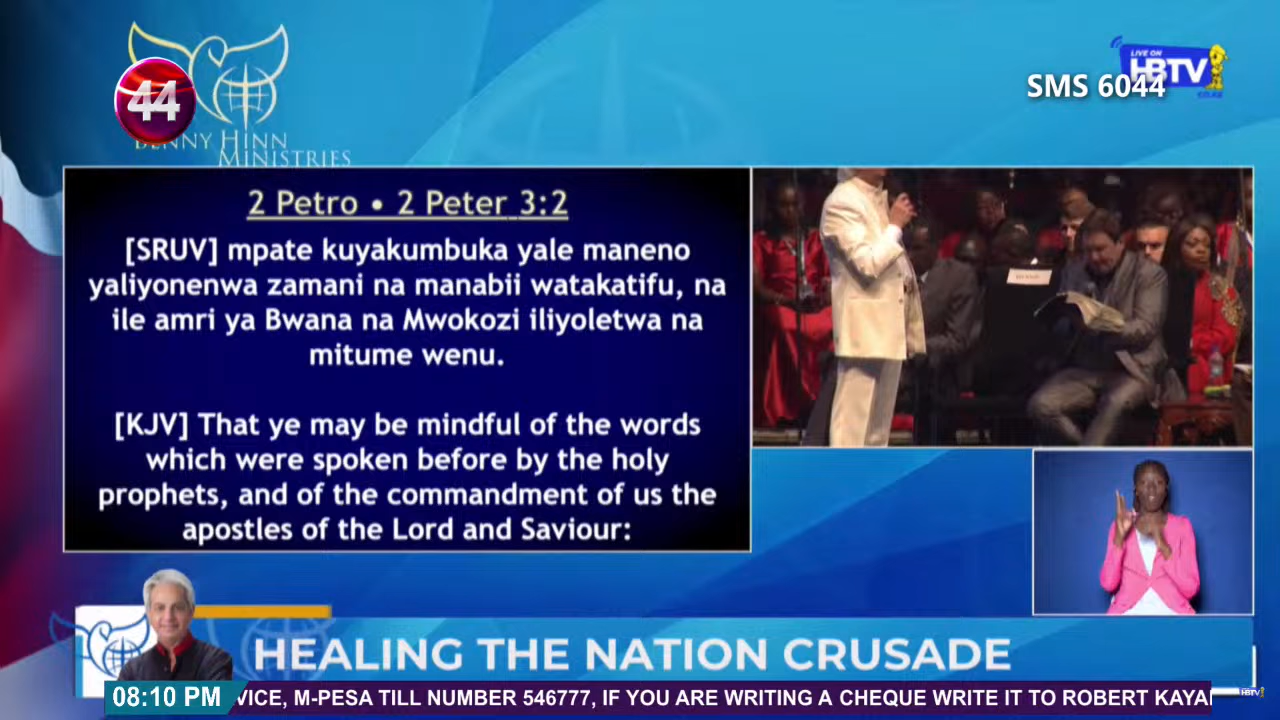 44
BENNY HINN
MINISTRIES
LIVE ON
HBTV
SMS 6044
2 Petro • 2 Peter 3:2
[SRUV] mpate kuyakumbuka yale maneno
yaliyonenwa zamani na manabii watakatifu, na
ile amri ya Bwana na Mwokozi iliyoletwa na
mitume wenu.
[KJV] That ye may be mindful of the words
which were spoken before by the holy
prophets, and of the commandment of us the
apostles of the Lord and Saviour:
HEALING THE NATION CRUSADE
08:10 PM
VICE, M-PESA TILL NUMBER 546777, IF YOU ARE WRITING A CHEQUE WRITE IT TO ROBERT KAYA
HBTV